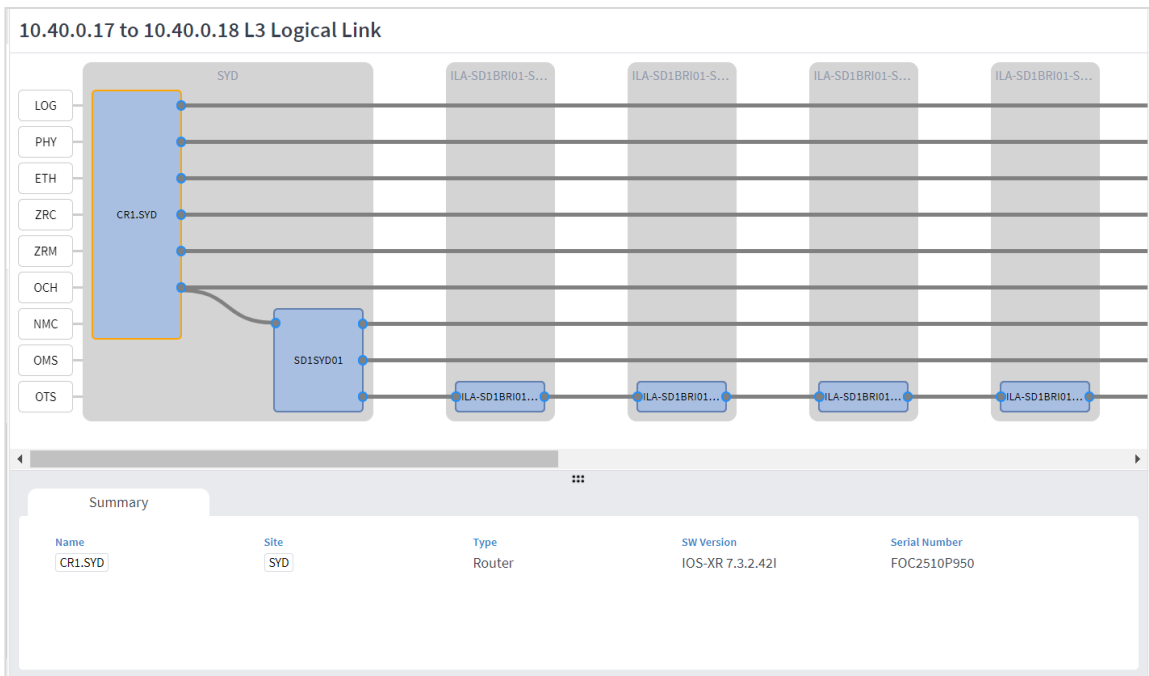 10.40.0.17 to 10.40.0.18 L3 Logical Link
SYD
ILA-SD1BRI01-S...
ILA-SD1BRI01-S...
ILA-SD1BRI01-S...
ILA-SD1BRI01-S...
LOG
PHY
ETH
ZRC
CR1.SYD
ZRM
OCH
NMC
OMS
SD1SYD01
OTS
ILA-SD1BRI01...
ILA-SD1BRI01...
ILA-SD1BRI01...
ILA-SD1BRI01...
Summary
Name
Site
Type
SW Version
Serial Number
CR1.SYD
SYD
Router
IOS-XR 7.3.2.42I
FOC2510P950